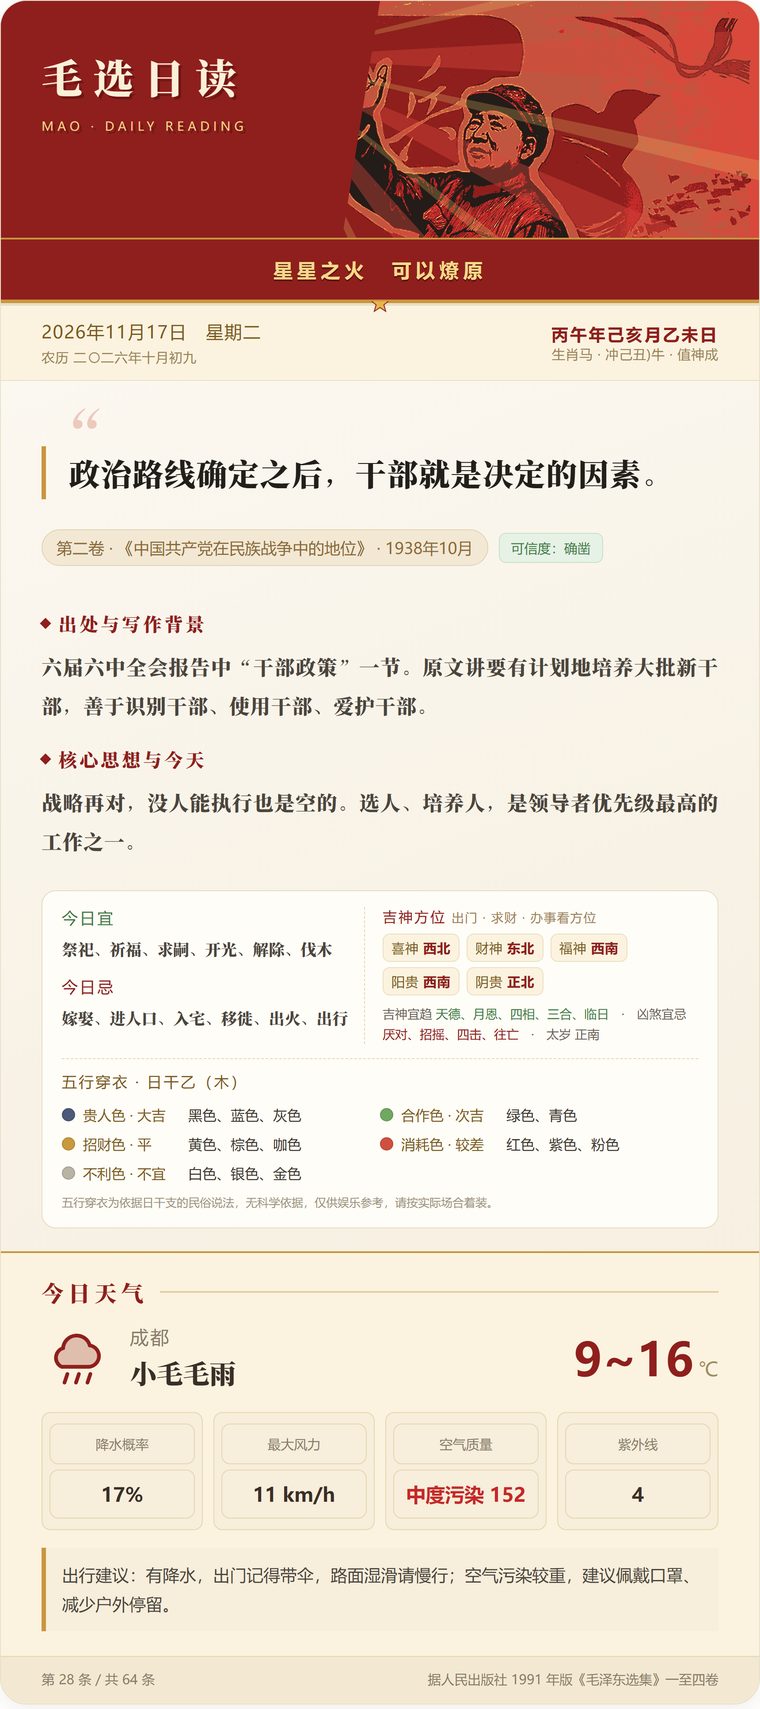 毛选日读
MAO · DAILY READING
星星之火 可以燎原
2026年11月17日 星期二
农历 二〇二六年十月初九
丙午年己亥月乙未日
生肖马 · 冲己丑)牛 · 值神成
“
政治路线确定之后，干部就是决定的因素。
第二卷 · 《中国共产党在民族战争中的地位》 · 1938年10月
可信度：确凿
出处与写作背景
六届六中全会报告中“干部政策”一节。原文讲要有计划地培养大批新干
部，善于识别干部、使用干部、爱护干部。
核心思想与今天
战略再对，没人能执行也是空的。选人、培养人，是领导者优先级最高的
工作之一。
今日宜
祭祀、祈福、求嗣、开光、解除、伐木
今日忌
嫁娶、进人口、入宅、移徙、出火、出行
吉神方位 出门 · 求财 · 办事看方位
喜神 西北 财神 东北 福神 西南
阳贵 西南 阴贵 正北
吉神宜趋 天德、月恩、四相、三合、临日 · 凶煞宜忌
厌对、招摇、四击、往亡 · 太岁 正南
五行穿衣 · 日干乙（木）
贵人色 · 大吉 黑色、蓝色、灰色
合作色 · 次吉 绿色、青色
招财色 · 平 黄色、棕色、咖色
消耗色 · 较差 红色、紫色、粉色
不利色 · 不宜 白色、银色、金色
五行穿衣为依据日干支的民俗说法，无科学依据，仅供娱乐参考，请按实际场合着装。
今日天气
成都
小毛毛雨
9~16 ℃
降水概率
17%
最大风力
11 km/h
空气质量
中度污染 152
紫外线
4
出行建议：有降水，出门记得带伞，路面湿滑请慢行；空气污染较重，建议佩戴口罩、
减少户外停留。
第 28 条 / 共 64 条
据人民出版社 1991 年版《毛泽东选集》一至四卷